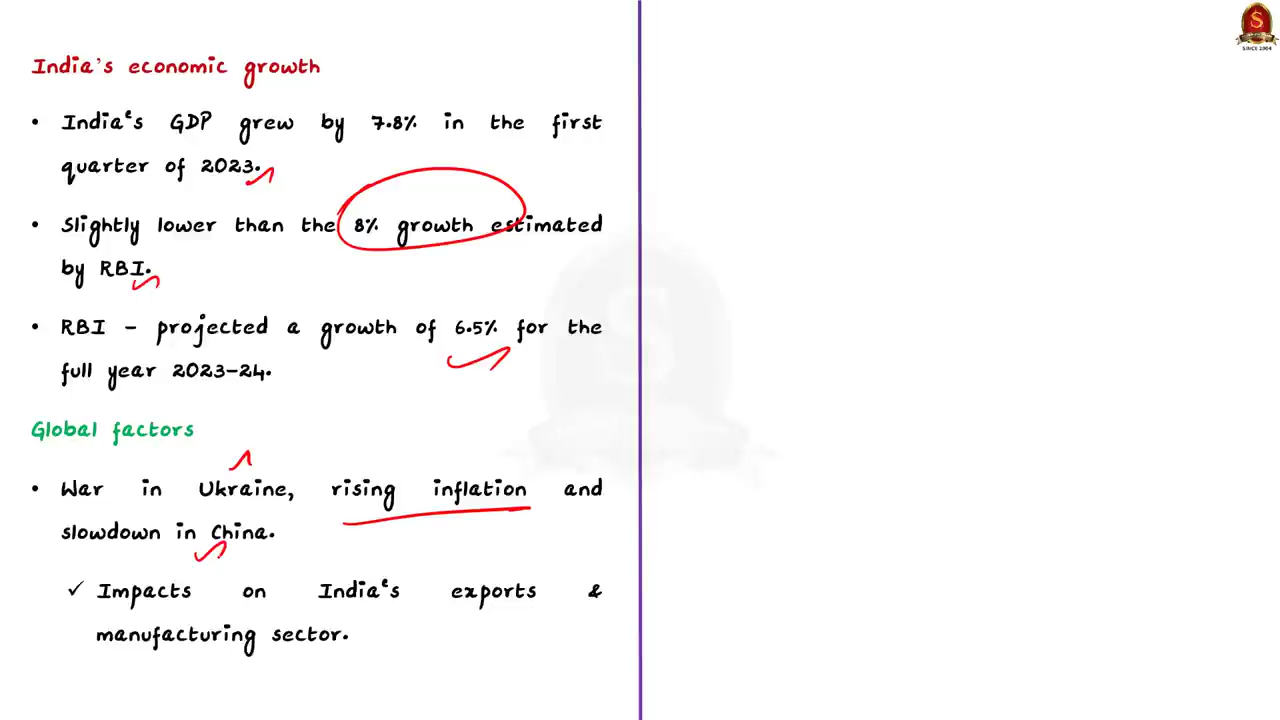 India's economic growth
• India's GDP grew by 7.8% in the first
quarter of 2023.
• Slightly lower than the 8% growth estimated
by RBI.
• RBI – projected a growth of 6.5% for the
full year 2023-24.
Global factors
• War in Ukraine, rising inflation and
slowdown in China.
✓ Impacts on India's exports &
manufacturing sector.
S
SINCE 2004